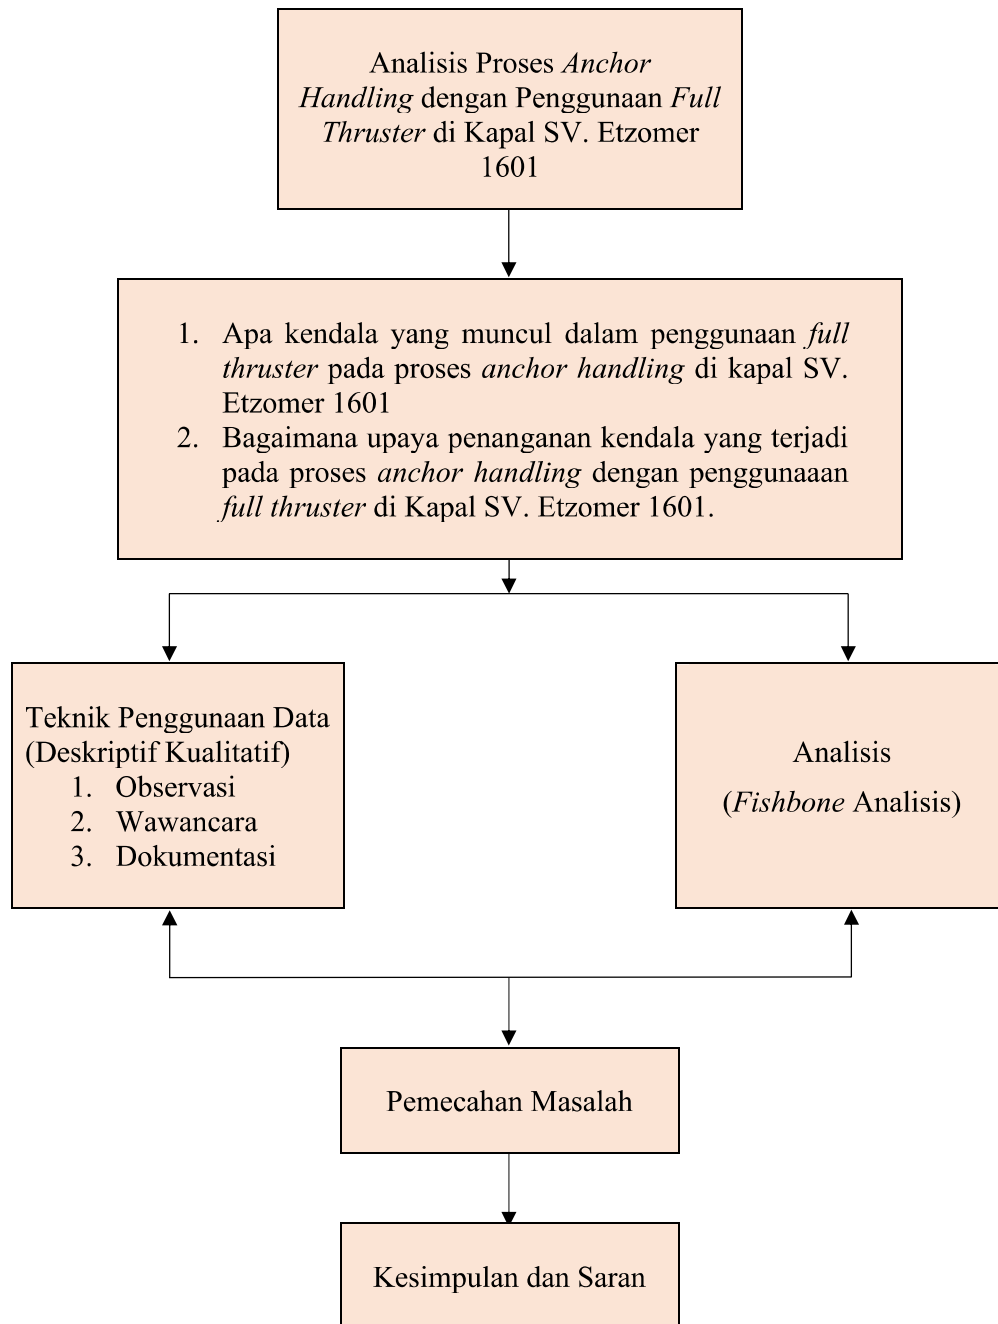 Analisis Proses Anchor
Handling dengan Penggunaan Full
Thruster di Kapal SV. Etzomer
1601
1. Apa kendala yang muncul dalam penggunaan full
thruster pada proses anchor handling di kapal SV.
Etzomer 1601
2. Bagaimana upaya penanganan kendala yang terjadi
pada proses anchor handling dengan penggunaaan
full thruster di Kapal SV. Etzomer 1601.
Teknik Penggunaan Data
(Deskriptif Kualitatif)
1. Observasi
2. Wawancara
3. Dokumentasi
Analisis
(Fishbone Analisis)
Pemecahan Masalah
Kesimpulan dan Saran